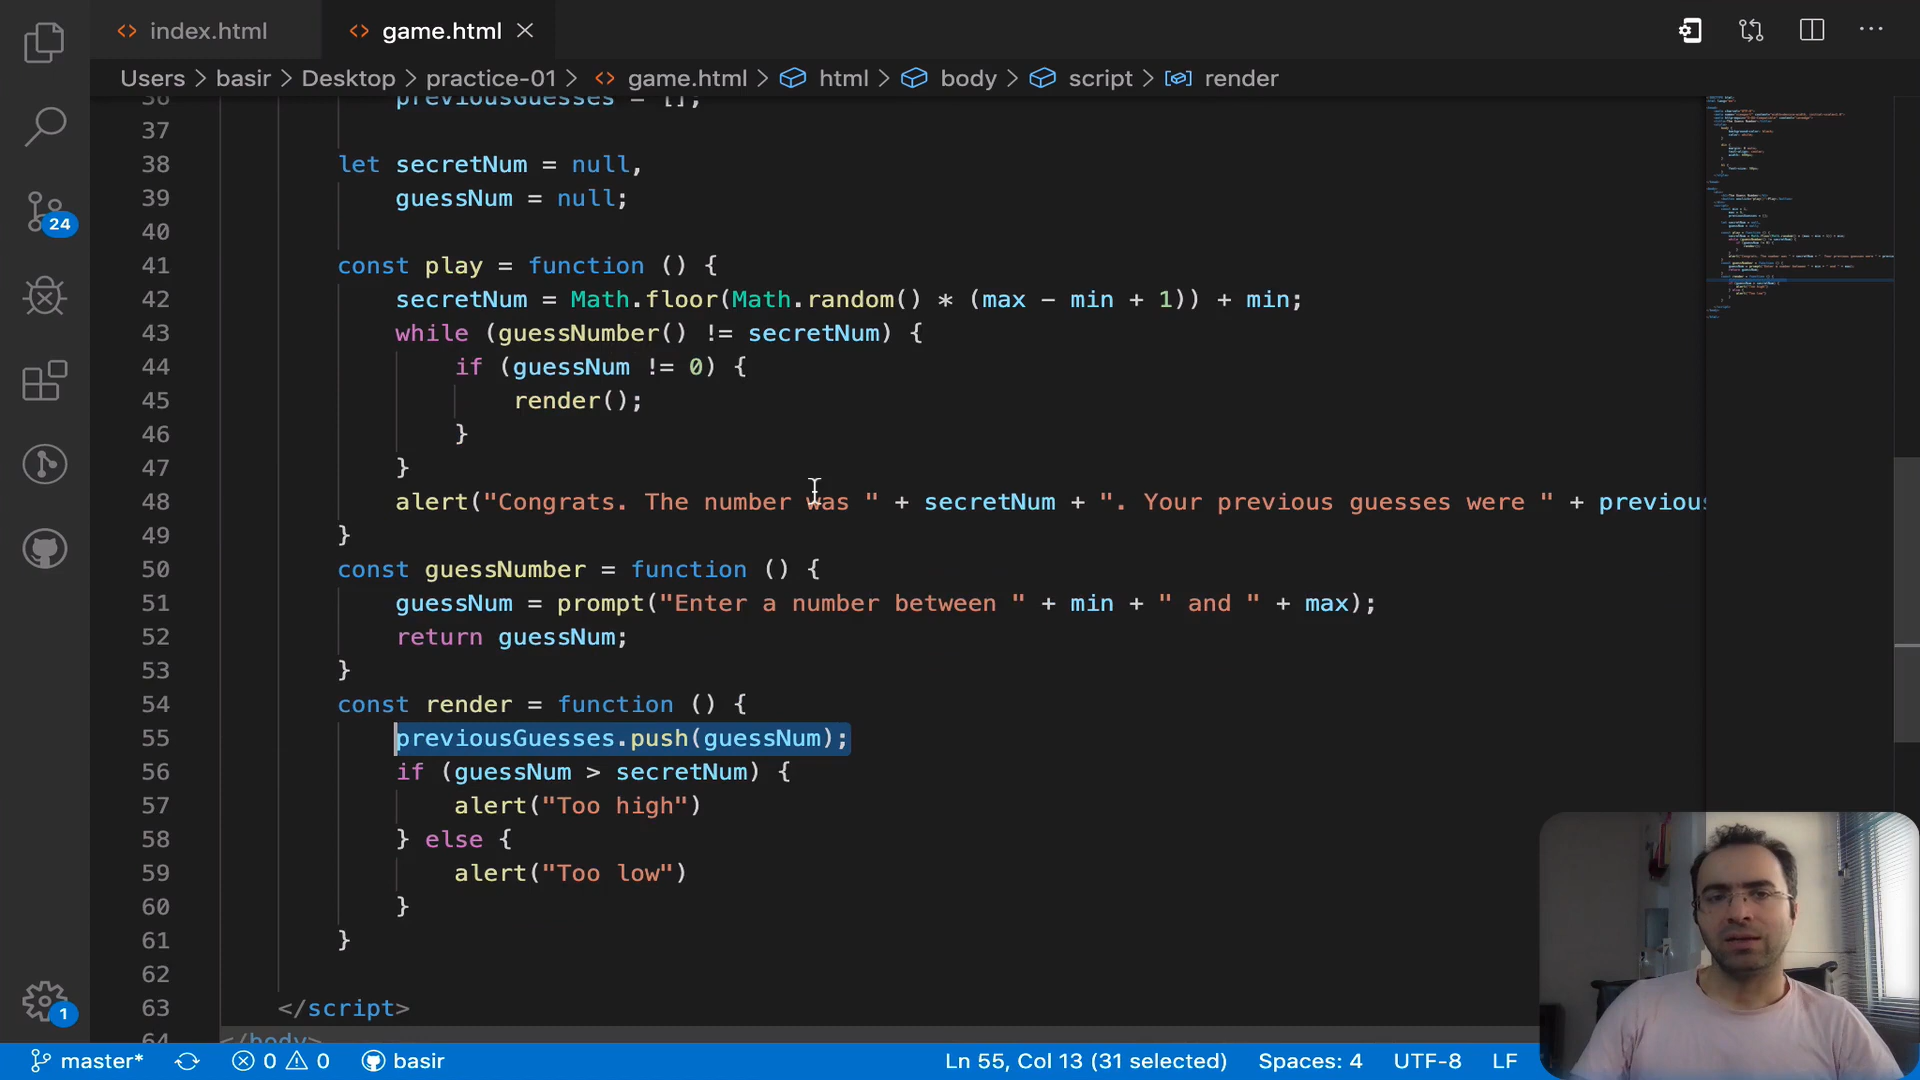 index.html
game.html
Users > basir > Desktop > practice-01 > game.html > html > body > script > render
36 previousGuesses = [];
37
38 let secretNum = null,
39 guessNum = null;
40
41 const play = function () {
42 secretNum = Math.floor(Math.random() * (max - min + 1)) + min;
43 while (guessNumber() != secretNum) {
44 if (guessNum != 0) {
45 render();
46 }
47 }
48 alert("Congrats. The number was " + secretNum + ". Your previous guesses were " + previous
49 }
50 const guessNumber = function () {
51 guessNum = prompt("Enter a number between " + min + " and " + max);
52 return guessNum;
53 }
54 const render = function () {
55 previousGuesses.push(guessNum);
56 if (guessNum > secretNum) {
57 alert("Too high")
58 } else {
59 alert("Too low")
60 }
61 }
62
63 </script>
64 </body>
24
1
master* 0 0 basir Ln 55, Col 13 (31 selected) Spaces: 4 UTF-8 LF